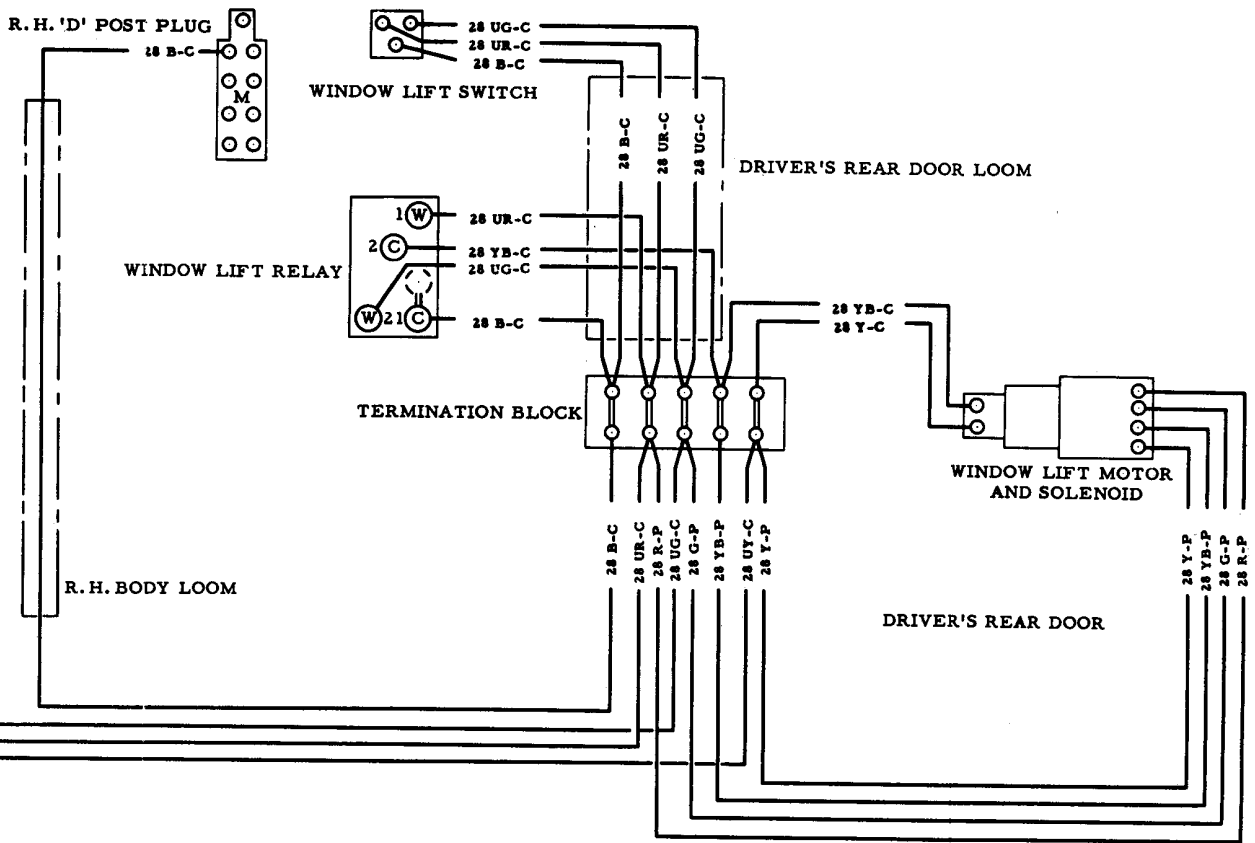 R.H. 'D' POST PLUG
28 B-C
M
28 UG-C
28 UR-C
28 B-C
WINDOW LIFT SWITCH
28 B-C
28 UR-C
28 UG-C
DRIVER'S REAR DOOR LOOM
1 W
2 C
W 21 C
WINDOW LIFT RELAY
28 UR-C
28 YB-C
28 UG-C
28 B-C
28 YB-C
28 Y-C
TERMINATION BLOCK
WINDOW LIFT MOTOR
AND SOLENOID
28 B-C
28 UR-C
28 R-P
28 UG-C
28 G-P
28 YB-P
28 UY-C
28 Y-P
28 Y-P
28 YB-P
28 G-P
28 R-P
R.H. BODY LOOM
DRIVER'S REAR DOOR